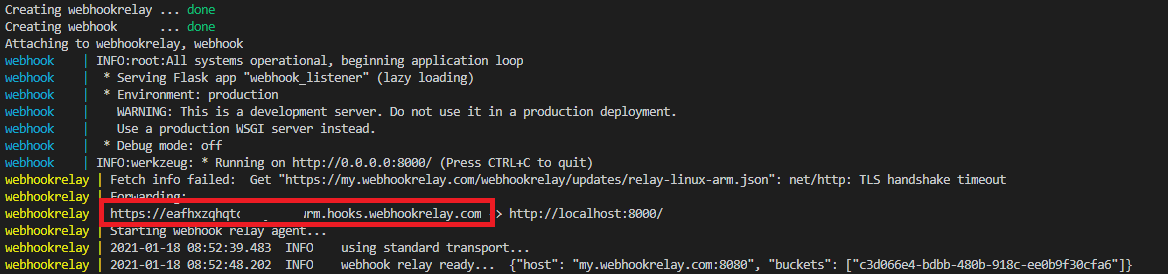 Creating webhookrelay ... done
Creating webhook      ... done
Attaching to webhookrelay, webhook
webhook      | INFO:root:All systems operational, beginning application loop
webhook      |  * Serving Flask app "webhook_listener" (lazy loading)
webhook      |  * Environment: production
webhook      |    WARNING: This is a development server. Do not use it in a production deployment.
webhook      |    Use a production WSGI server instead.
webhook      |  * Debug mode: off
webhook      | INFO:werkzeug: * Running on http://0.0.0.0:8000/ (Press CTRL+C to quit)
webhookrelay | Fetch info failed:  Get "https://my.webhookrelay.com/webhookrelay/updates/relay-linux-arm.json": net/http: TLS handshake timeout
webhookrelay | Forwarding:
webhookrelay | rm.hooks.webhookrelay.com > http://localhost:8000/
webhookrelay | Starting webhook relay agent...
webhookrelay | 2021-01-18 08:52:39.483  INFO    using standard transport...
webhookrelay | 2021-01-18 08:52:48.202  INFO    webhook relay ready...  {"host": "my.webhookrelay.com:8080", "buckets": ["c3d066e4-bdbb-480b-918c-ee0b9f30cfa6"]}